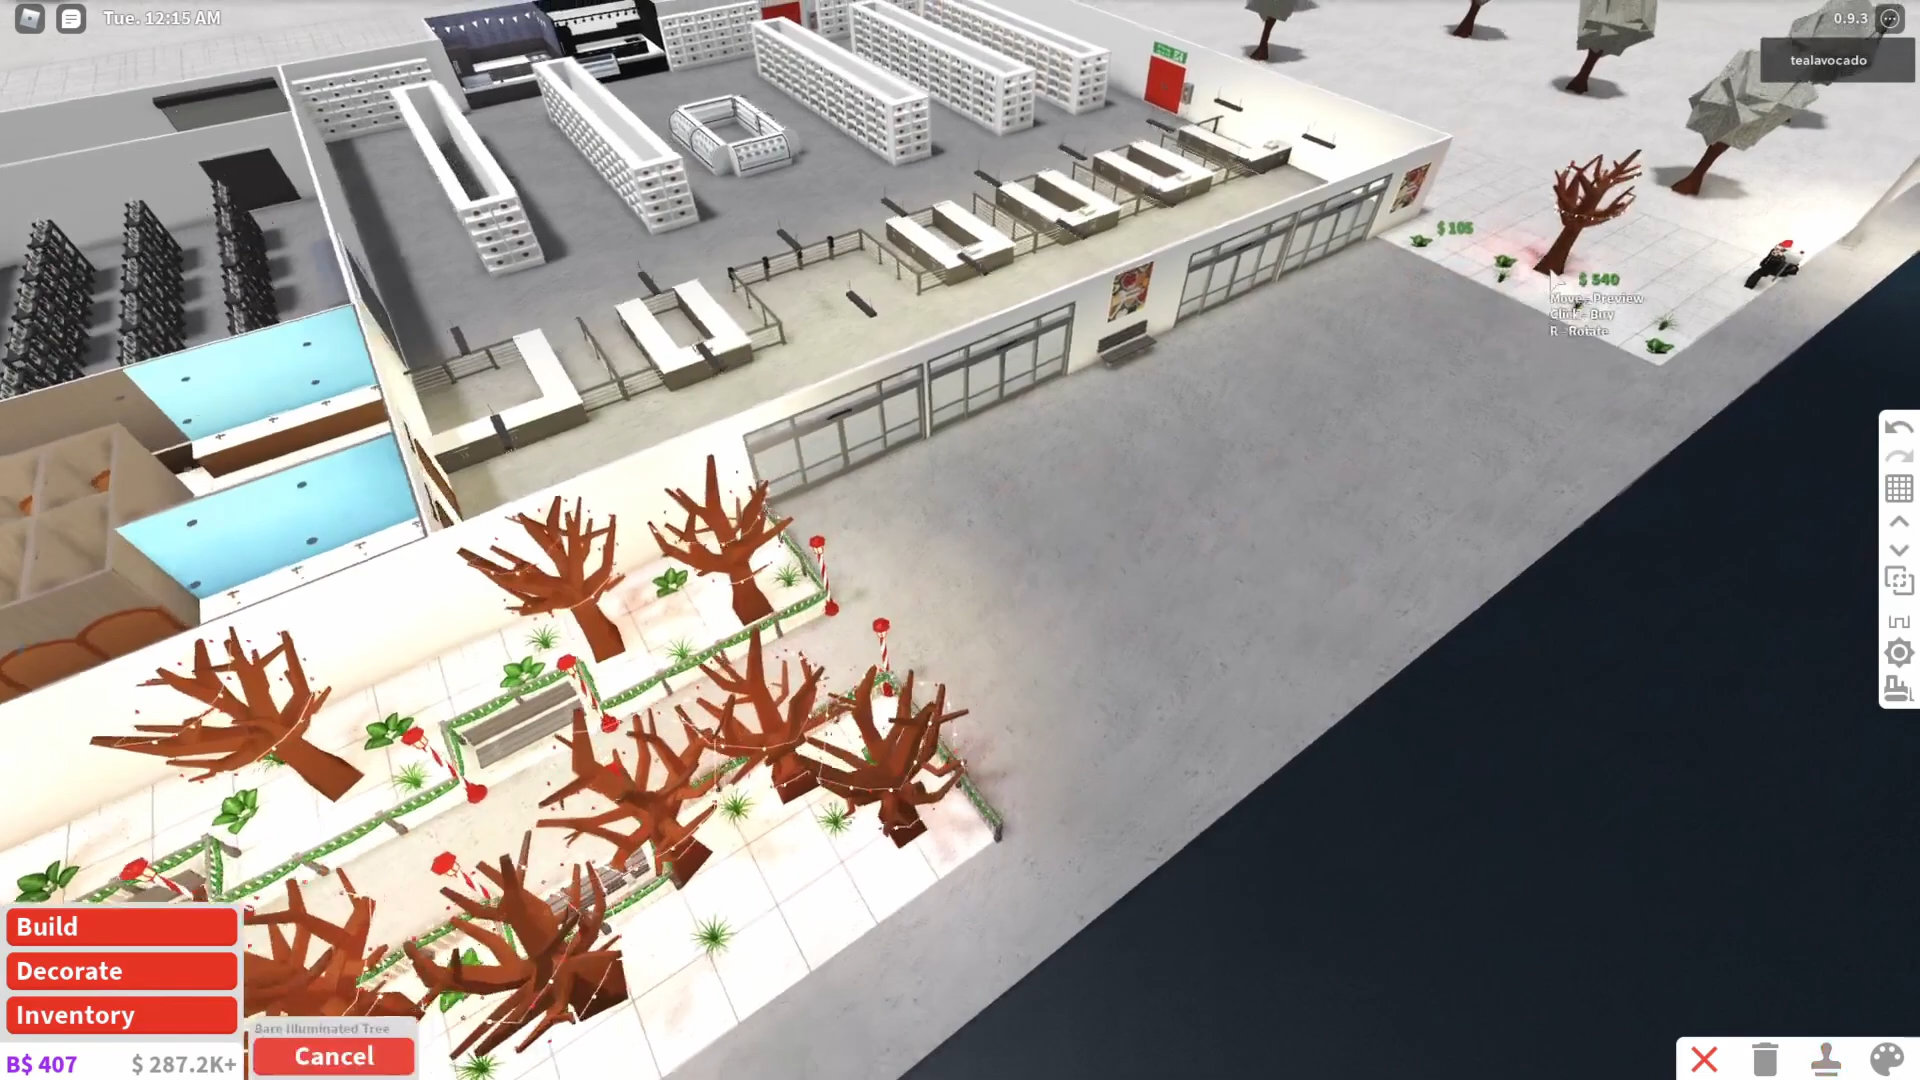 Tue. 12:15 AM
0.9.3
tealavocado
$ 105
$ 540
Move - Preview
Click - Buy
R - Rotate
Build
Decorate
Inventory
Bare Illuminated Tree
Cancel
B$ 407
$ 287.2K+